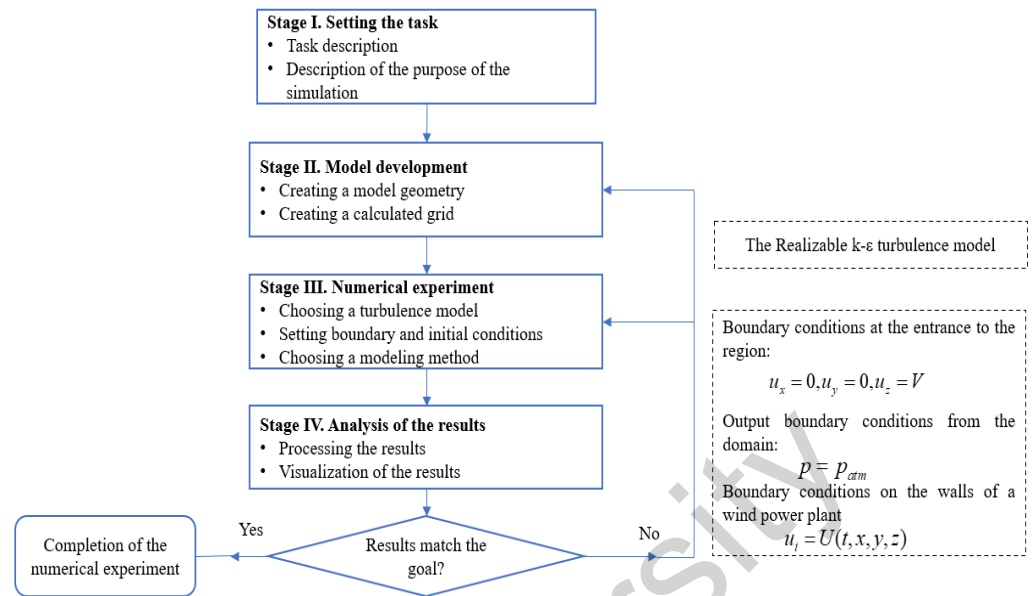 Stage I. Setting the task
• Task description
• Description of the purpose of the
simulation
Stage II. Model development
• Creating a model geometry
• Creating a calculated grid
Stage III. Numerical experiment
• Choosing a turbulence model
• Setting boundary and initial conditions
• Choosing a modeling method
Stage IV. Analysis of the results
• Processing the results
• Visualization of the results
Results match the
goal?
Yes
No
Completion of the
numerical experiment
The Realizable k-ε turbulence model
Boundary conditions at the entrance to the
region:
u_x = 0, u_y = 0, u_z = V
Output boundary conditions from the
domain:
p = p_atm
Boundary conditions on the walls of a
wind power plant
u_i = U(t, x, y, z)